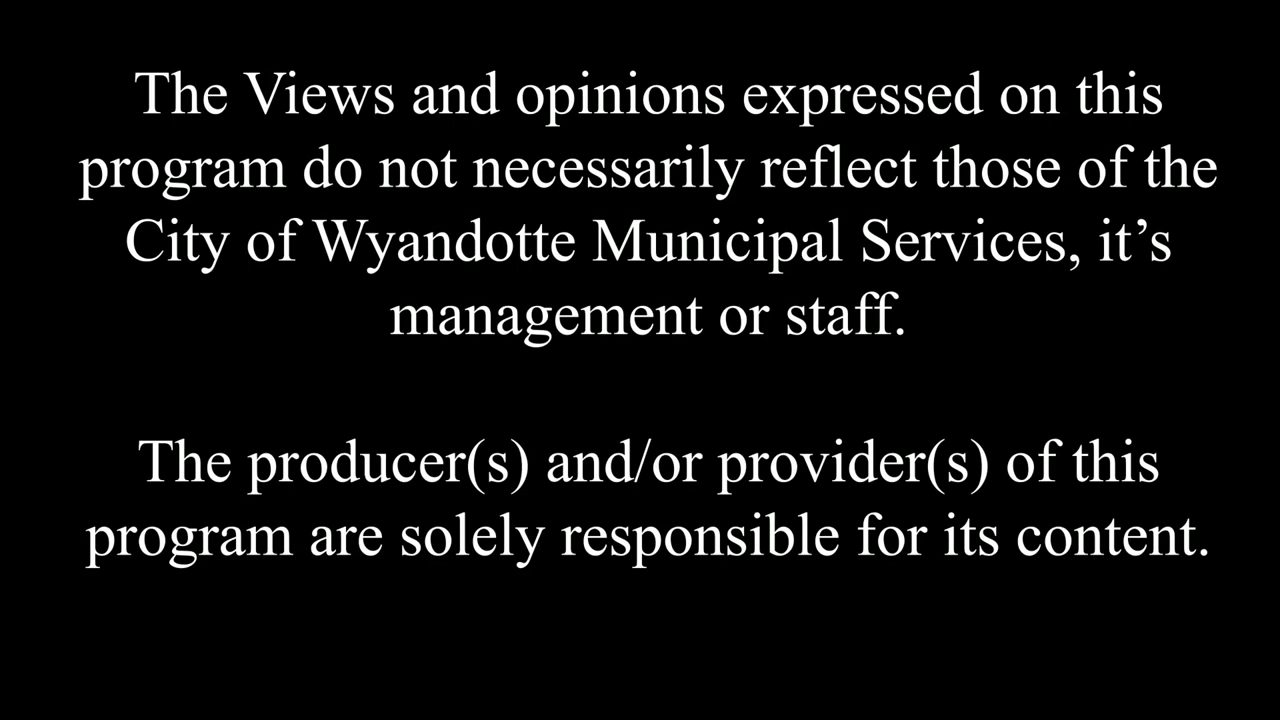 The Views and opinions expressed on this
program do not necessarily reflect those of the
City of Wyandotte Municipal Services, it’s
management or staff.
The producer(s) and/or provider(s) of this
program are solely responsible for its content.